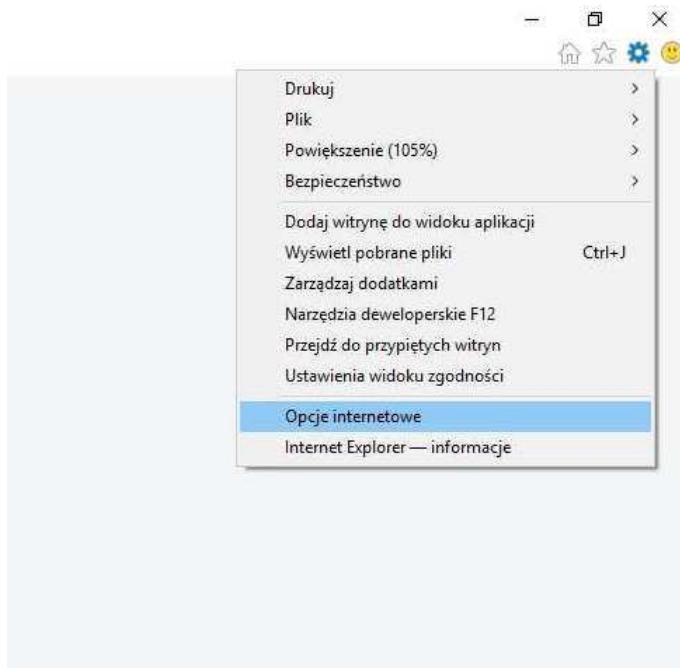 Drukuj
Plik
Powiększenie (105%)
Bezpieczeństwo
Dodaj witrynę do widoku aplikacji
Wyświetl pobrane pliki Ctrl+J
Zarządzaj dodatkami
Narzędzia deweloperskie F12
Przejdź do przypiętych witryn
Ustawienia widoku zgodności
Opcje internetowe
Internet Explorer — informacje